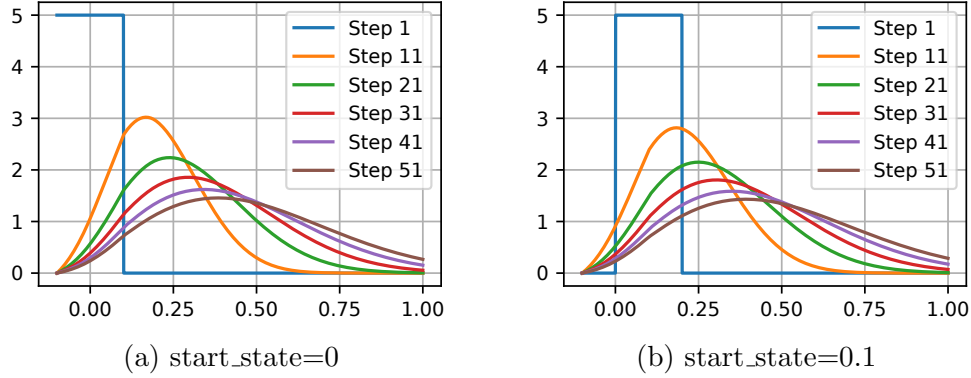 5
4
3
2
1
0
0.00 0.25 0.50 0.75 1.00
Step 1
Step 11
Step 21
Step 31
Step 41
Step 51
(a) start_state=0
5
4
3
2
1
0
0.00 0.25 0.50 0.75 1.00
Step 1
Step 11
Step 21
Step 31
Step 41
Step 51
(b) start_state=0.1